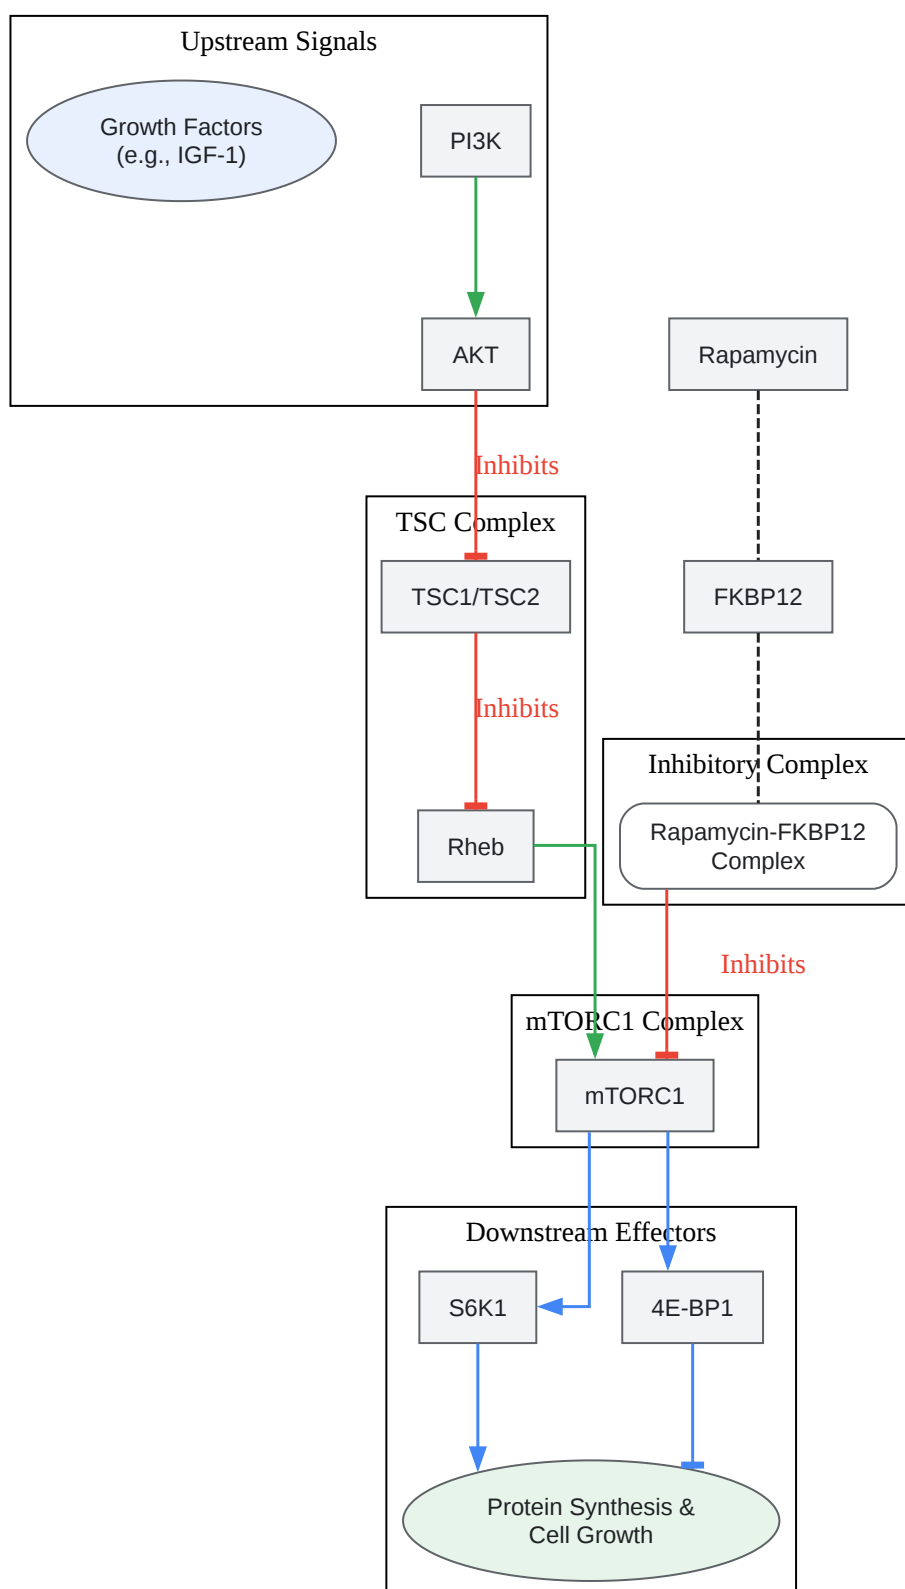 Upstream Signals
Growth Factors
(e.g., IGF-1)
PI3K
AKT
Rapamycin
Inhibits
TSC Complex
TSC1/TSC2
FKBP12
Inhibits
Inhibitory Complex
Rapamycin-FKBP12
Complex
Rheb
Inhibits
mTORC1 Complex
mTORC1
Downstream Effectors
S6K1
4E-BP1
Protein Synthesis &
Cell Growth